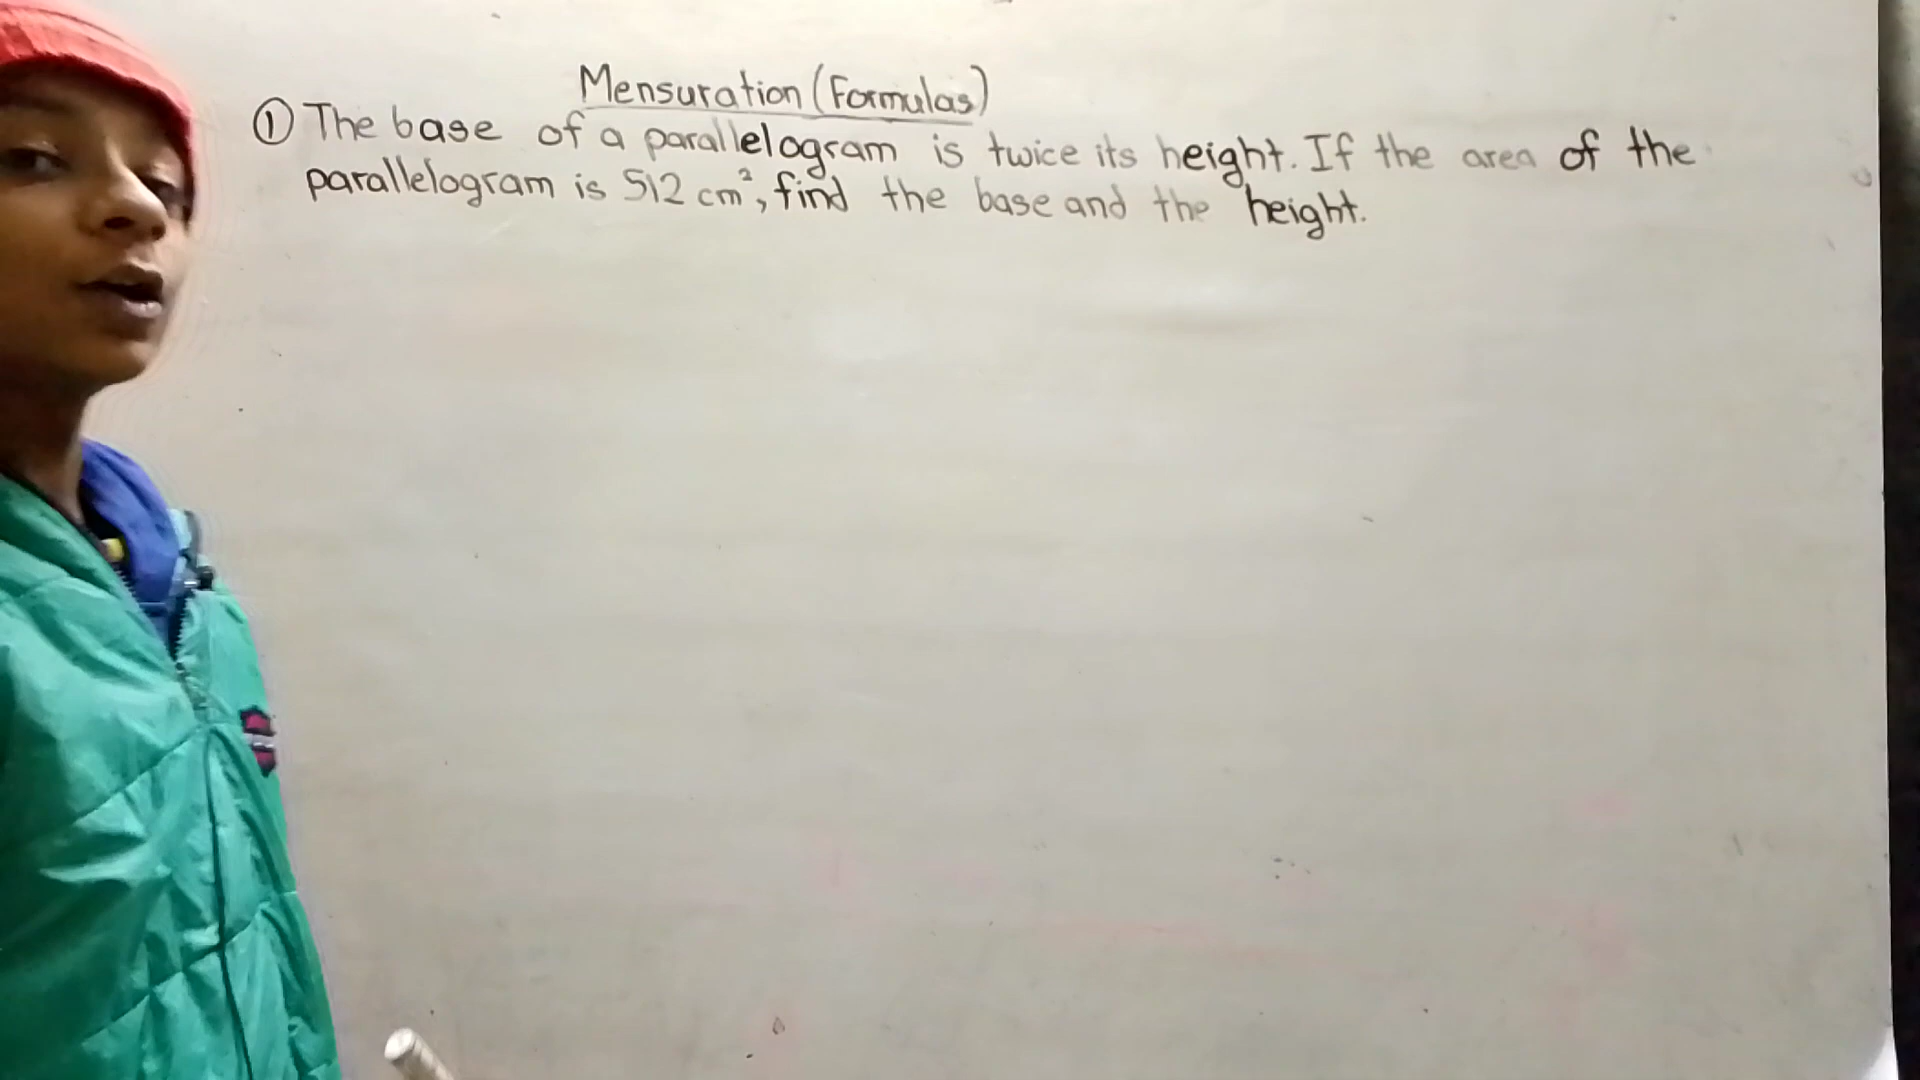 Mensuration (Formulas)
① The base of a parallelogram is twice its height. If the area of the
parallelogram is 512 cm², find the base and the height.